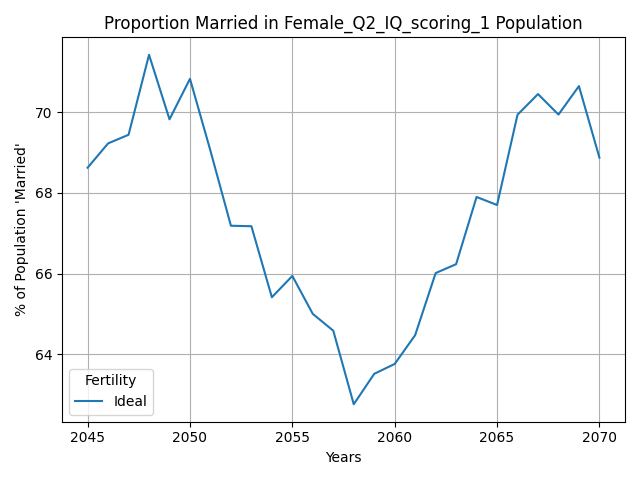 Proportion Married in Female_Q2_IQ_scoring_1 Population
% of Population 'Married'
70
68
66
64
Fertility
Ideal
2045 2050 2055 2060 2065 2070
Years